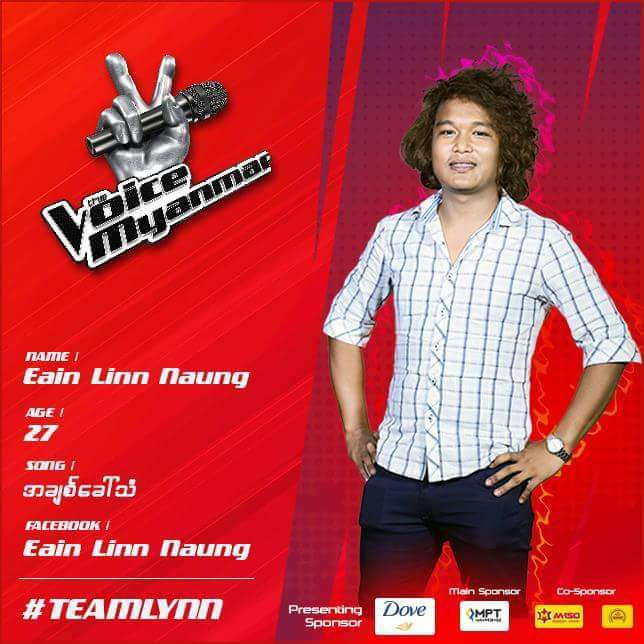 The
Voice
Myanmar
NAME /
Eain Linn Naung
AGE /
27
SONG /
အချစ်ခေါ်သံ
FACEBOOK /
Eain Linn Naung
#TEAMLYNN
Presenting
Sponsor
Dove
Main Sponsor
MPT
Co-Sponsor
M-150